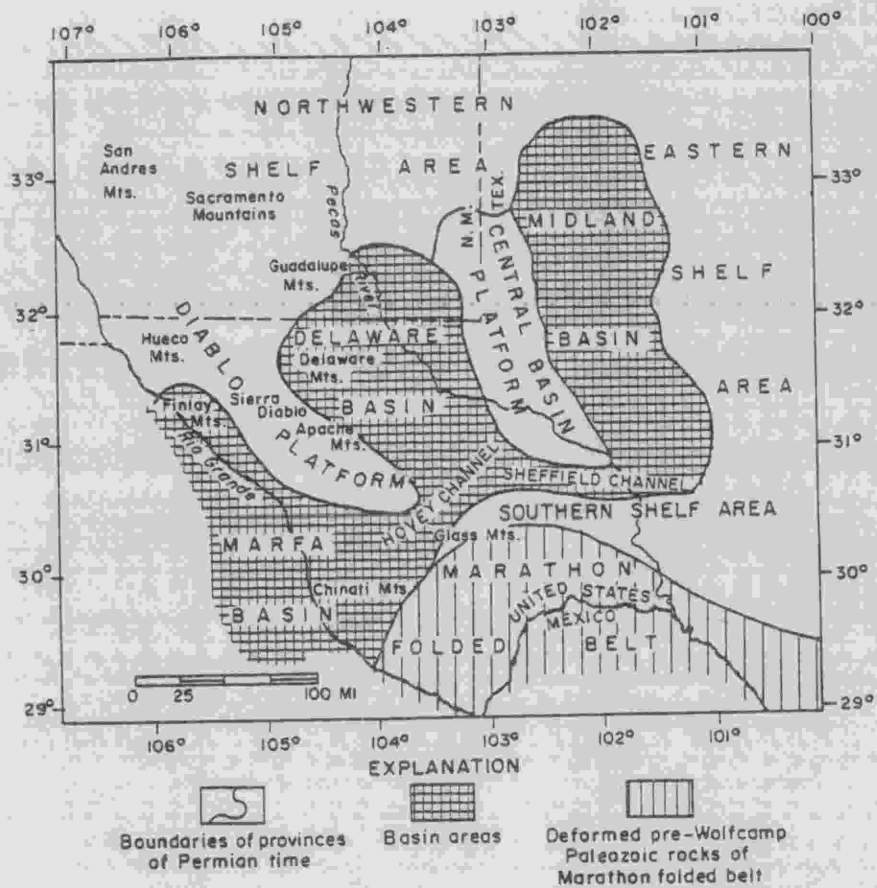 107° 106° 105° 104° 103° 102° 101° 100°
NORTHWESTERN
SHELF AREA
EASTERN
SHELF
AREA
San
Andres
Mts.
Sacramento
Mountains
33°
33°
Pecos
River
N.M.
TEX.
MIDLAND
BASIN
CENTRAL BASIN
PLATFORM
Guadalupe
Mts.
32°
32°
DELAWARE
Delaware
Mts.
BASIN
Hueco
Mts.
DIABLO
PLATFORM
Sierra
Diablo
Apache
Mts.
Finlay
Mts.
31°
31°
Rio Grande
HOVEY CHANNEL
SHEFFIELD CHANNEL
SOUTHERN SHELF AREA
Glass Mts.
MARFA
BASIN
Chinati Mts.
30°
30°
MARATHON
FOLDED BELT
UNITED STATES
MEXICO
0 25 100 MI
29°
29°
106° 105° 104° 103° 102° 101°
EXPLANATION
Boundaries of provinces
of Permian time
Basin areas
Deformed pre-Wolfcamp
Paleozoic rocks of
Marathon folded belt